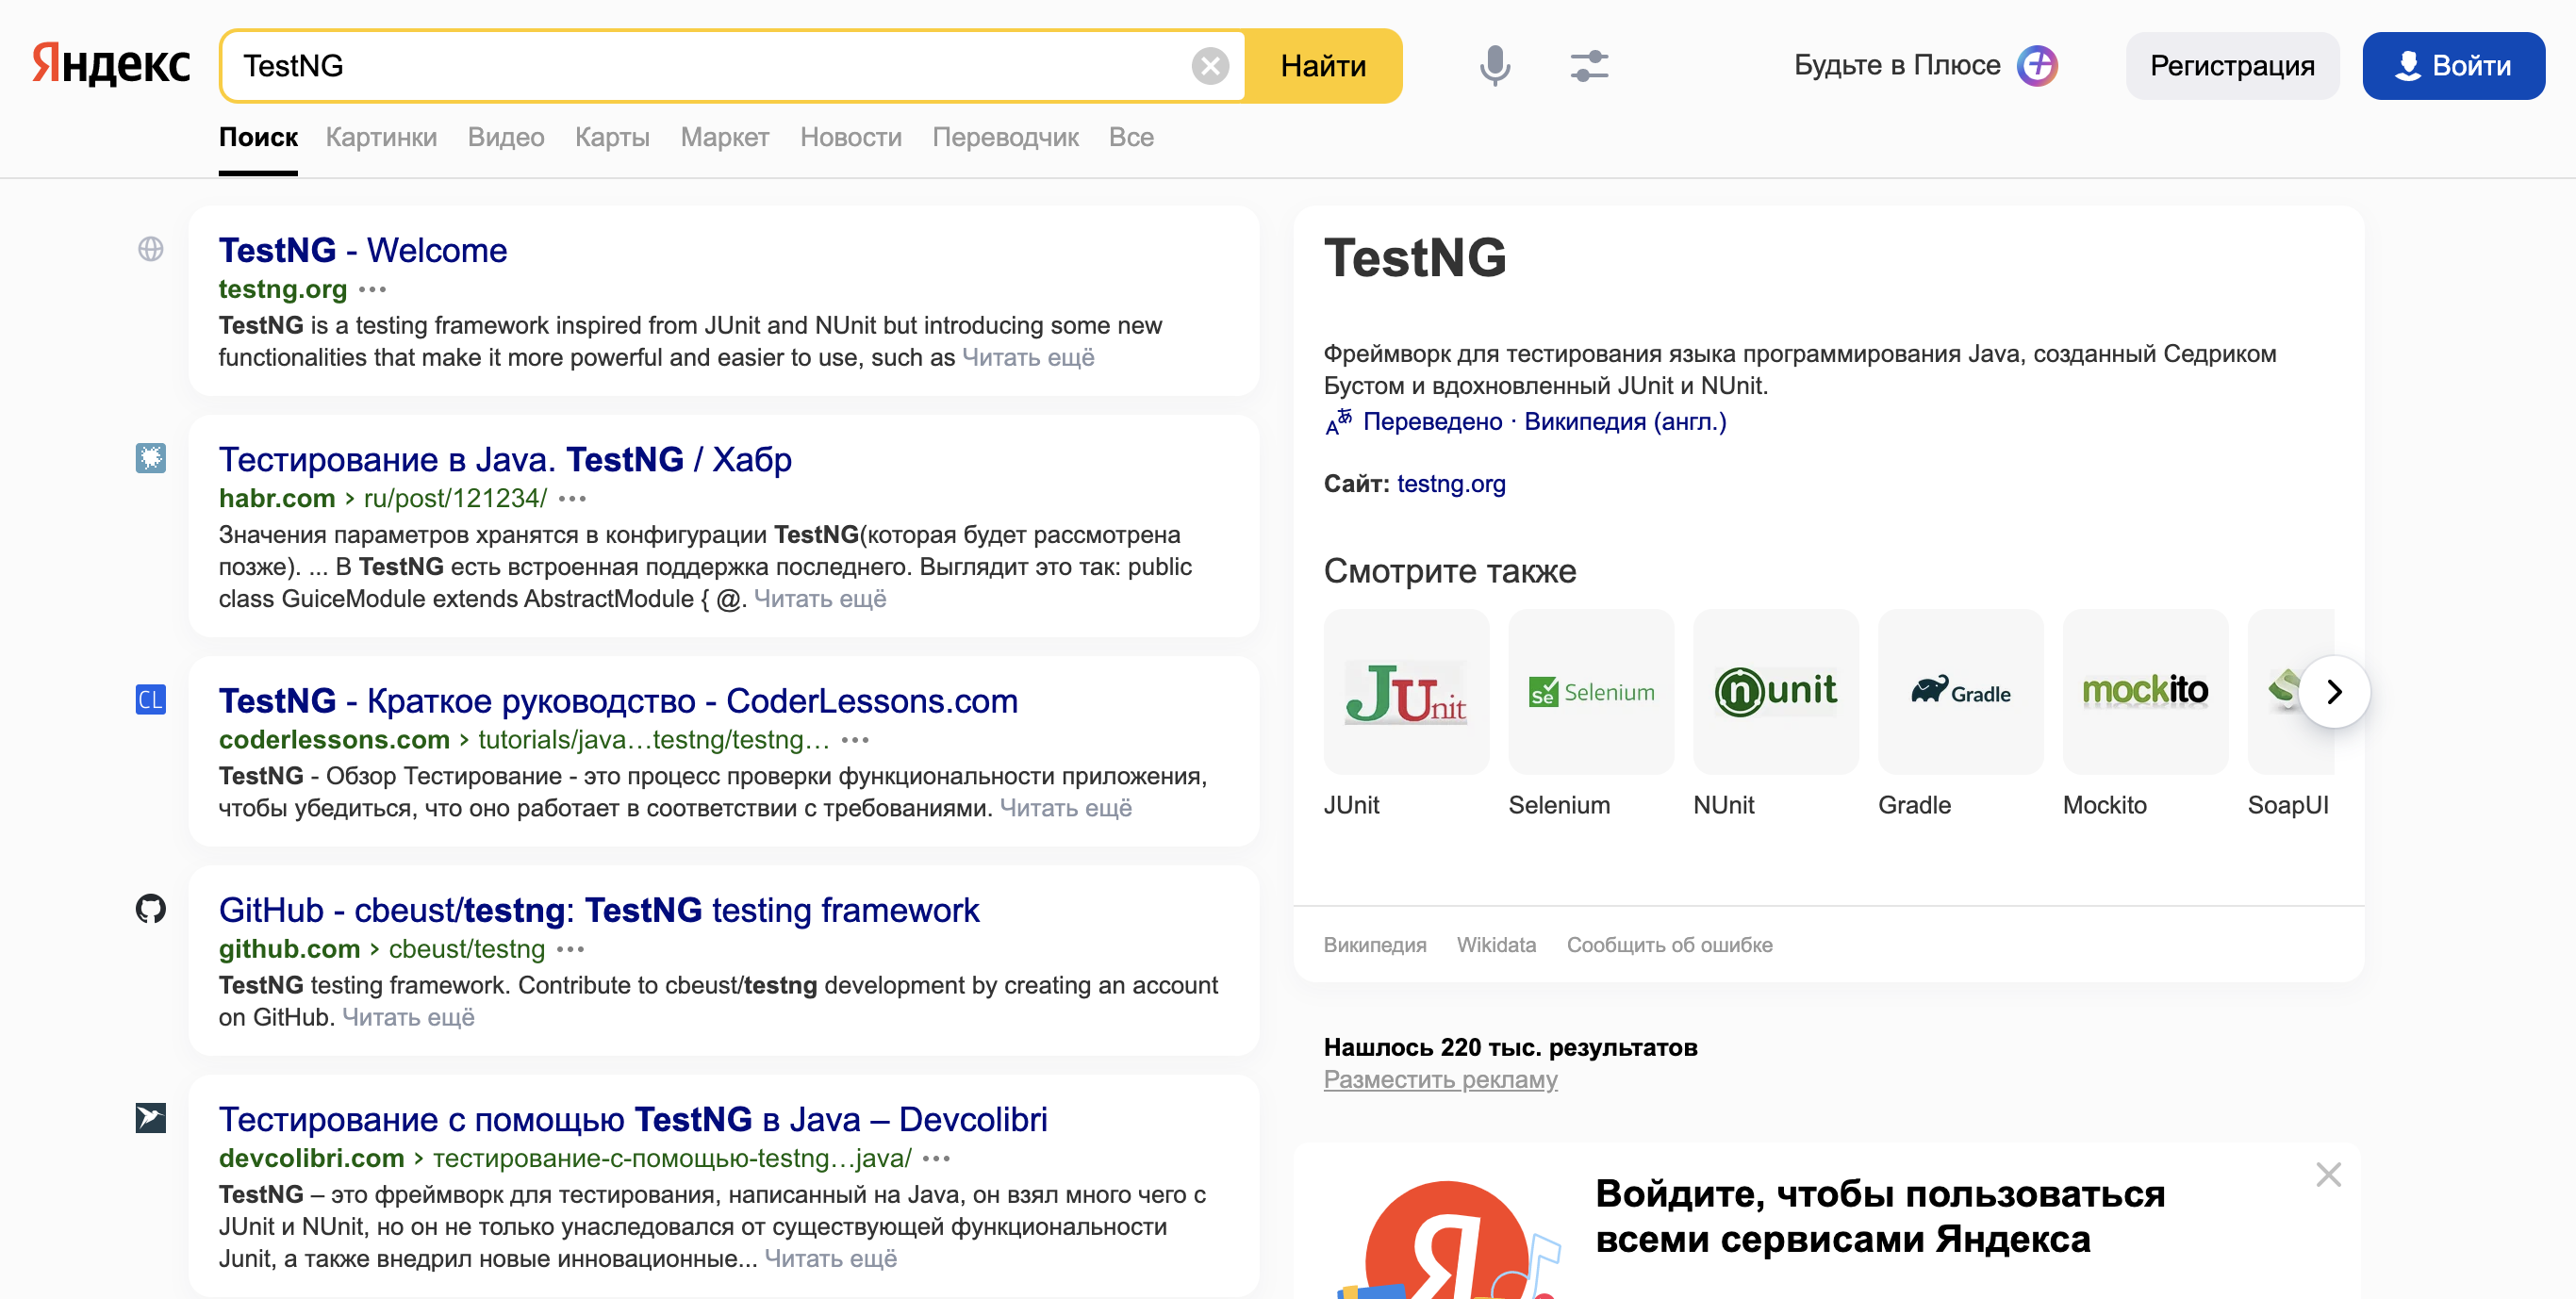 Яндекс
TestNG
Найти
Будьте в Плюсе
Регистрация
Войти
Поиск Картинки Видео Карты Маркет Новости Переводчик Все
TestNG - Welcome
testng.org
TestNG is a testing framework inspired from JUnit and NUnit but introducing some new
functionalities that make it more powerful and easier to use, such as Читать ещё
Тестирование в Java. TestNG / Хабр
habr.com › ru/post/121234/
Значения параметров хранятся в конфигурации TestNG(которая будет рассмотрена
позже). ... В TestNG есть встроенная поддержка последнего. Выглядит это так: public
class GuiceModule extends AbstractModule { @. Читать ещё
CL
TestNG - Краткое руководство - CoderLessons.com
coderlessons.com › tutorials/java…testng/testng…
TestNG - Обзор Тестирование - это процесс проверки функциональности приложения,
чтобы убедиться, что оно работает в соответствии с требованиями. Читать ещё
GitHub - cbeust/testng: TestNG testing framework
github.com › cbeust/testng
TestNG testing framework. Contribute to cbeust/testng development by creating an account
on GitHub. Читать ещё
Тестирование с помощью TestNG в Java – Devcolibri
devcolibri.com › тестирование-с-помощью-testng…java/
TestNG – это фреймворк для тестирования, написанный на Java, он взял много чего с
JUnit и NUnit, но он не только унаследовался от существующей функциональности
Junit, а также внедрил новые инновационные... Читать ещё
TestNG
Фреймворк для тестирования языка программирования Java, созданный Седриком
Бустом и вдохновленный JUnit и NUnit.
Переведено · Википедия (англ.)
Сайт: testng.org
Смотрите также
JUnit
Se Selenium
nunit
Gradle
mockito
S
JUnit Selenium NUnit Gradle Mockito SoapUI
Википедия Wikidata Сообщить об ошибке
Нашлось 220 тыс. результатов
Разместить рекламу
Я
Войдите, чтобы пользоваться
всеми сервисами Яндекса